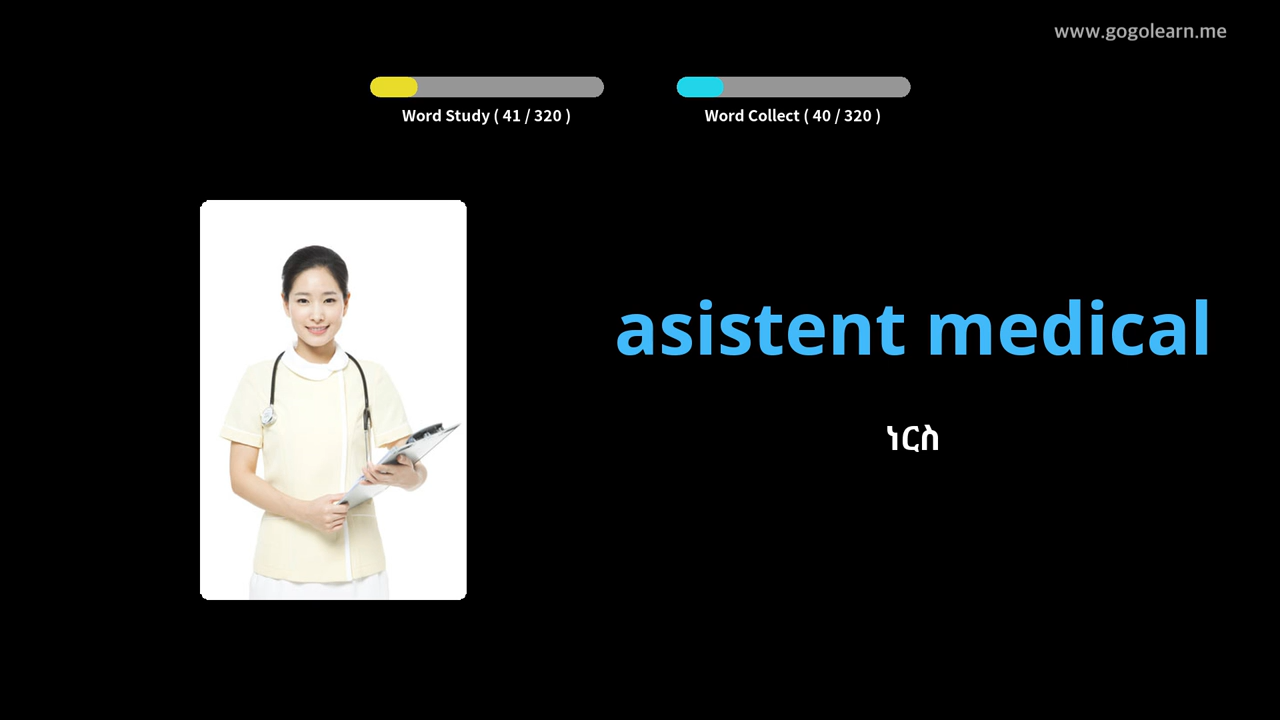 www.gogolearn.me
Word Study ( 41 / 320 )
Word Collect ( 40 / 320 )
asistent medical
ነርስ